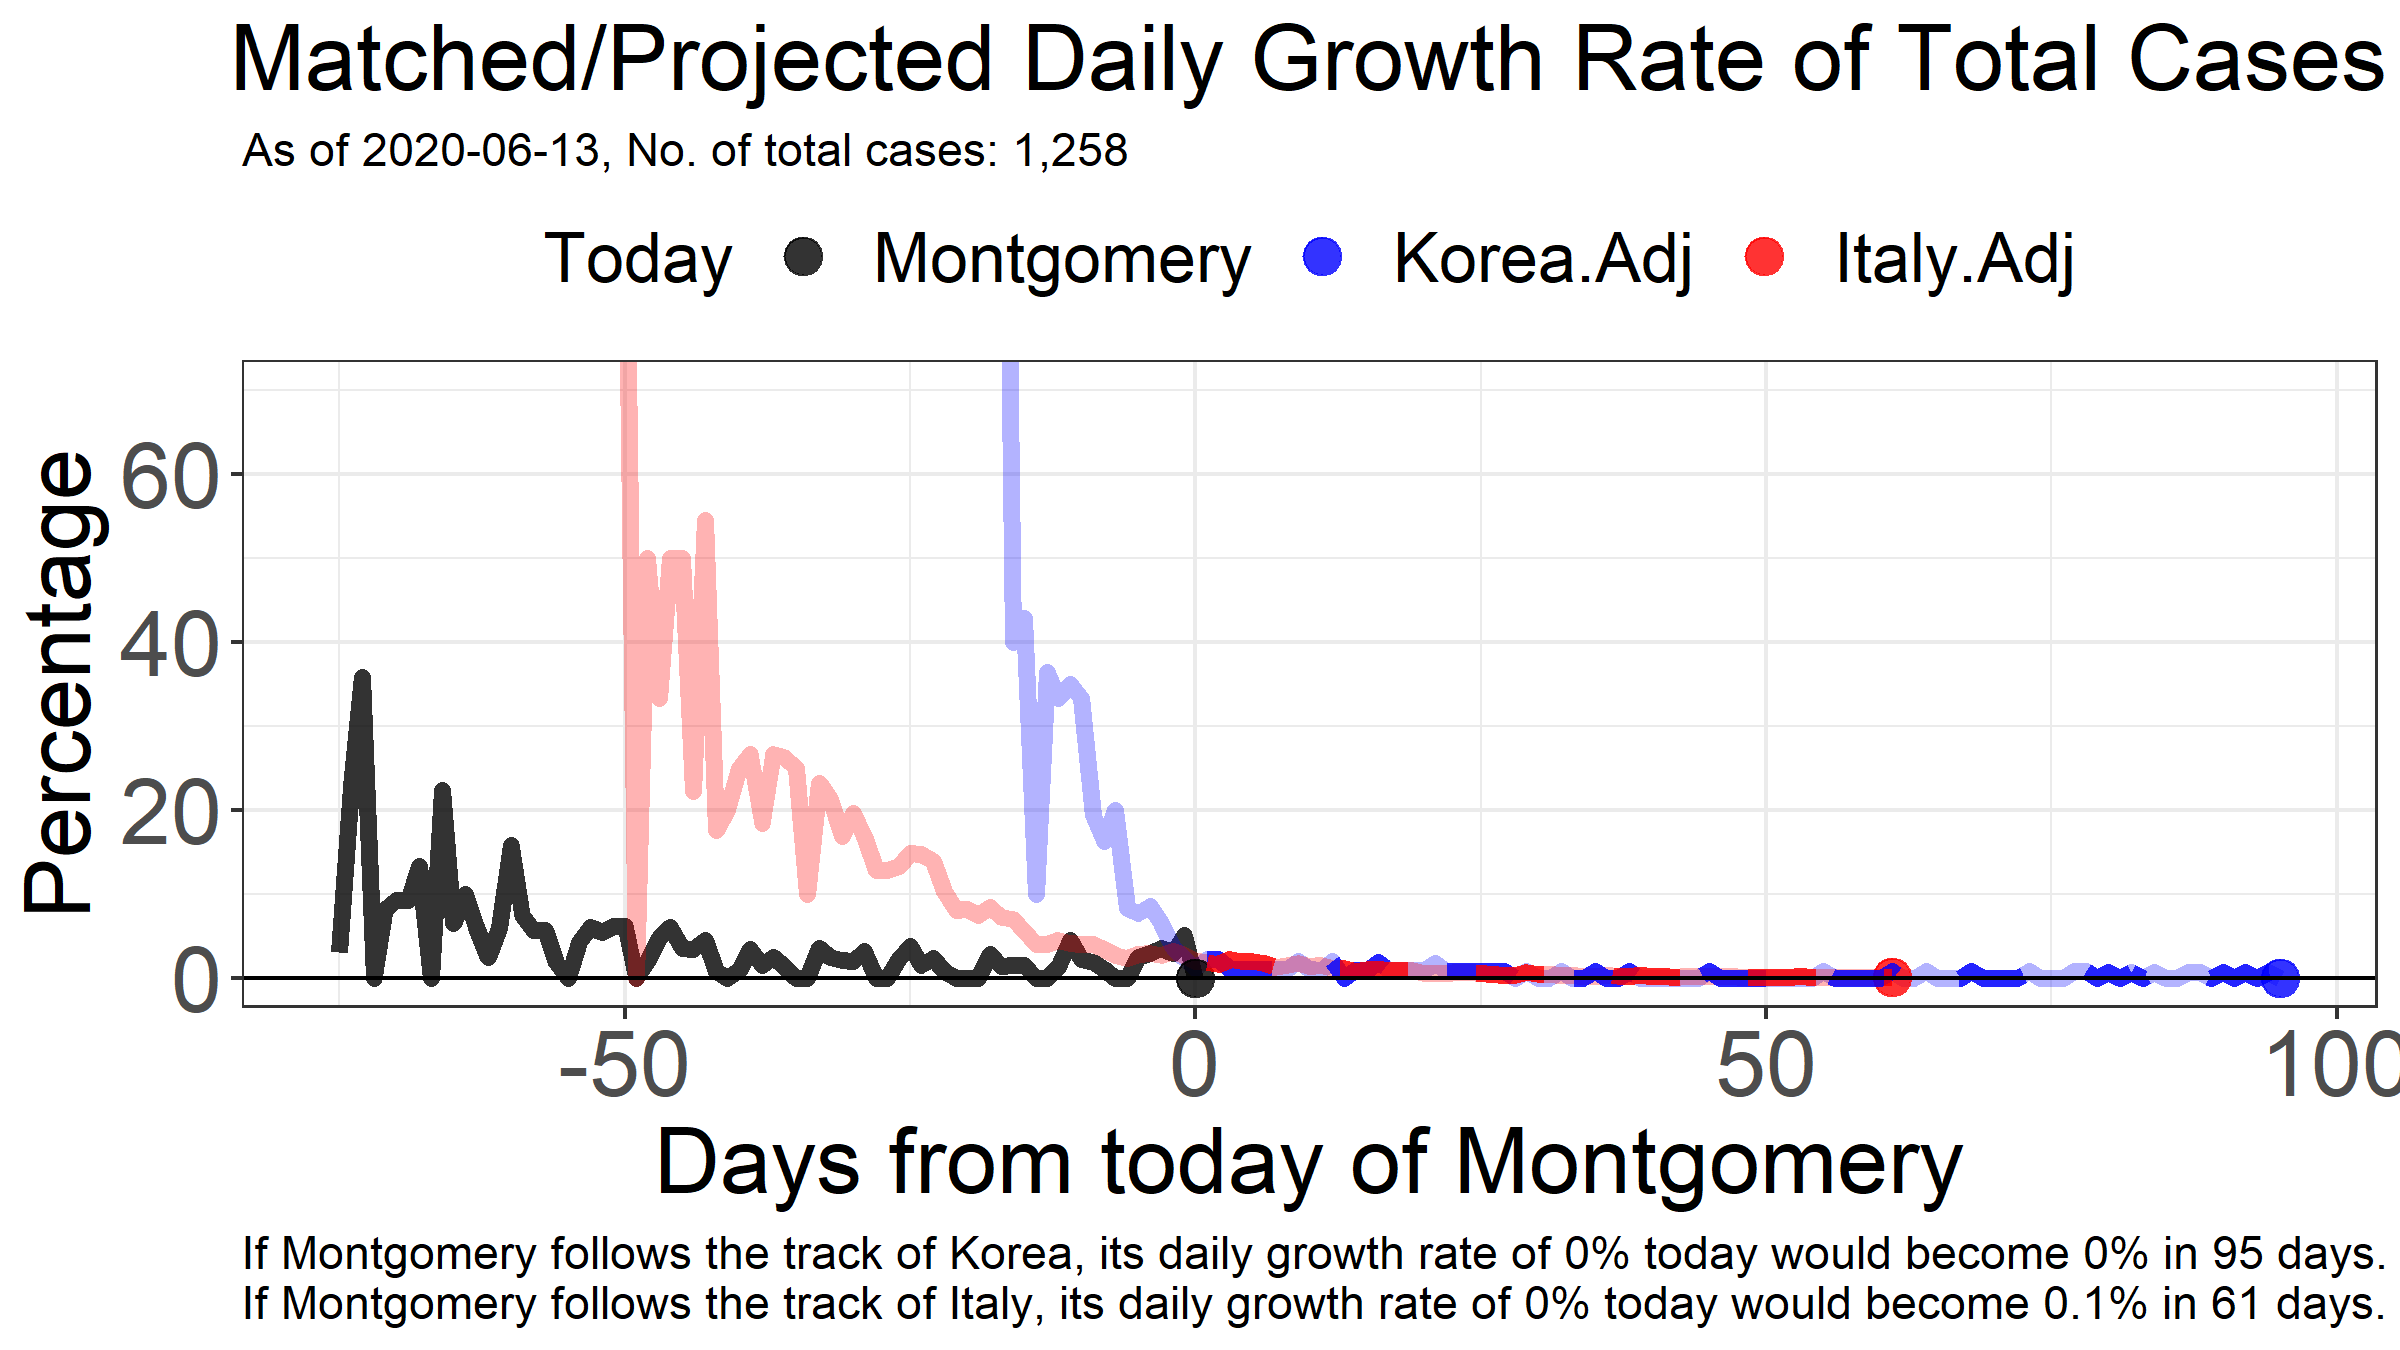 Matched/Projected Daily Growth Rate of Total Cases
As of 2020-06-13, No. of total cases: 1,258
Today Montgomery Korea.Adj Italy.Adj
Percentage
60
40
20
0
-50 0 50 100
Days from today of Montgomery
If Montgomery follows the track of Korea, its daily growth rate of 0% today would become 0% in 95 days.
If Montgomery follows the track of Italy, its daily growth rate of 0% today would become 0.1% in 61 days.